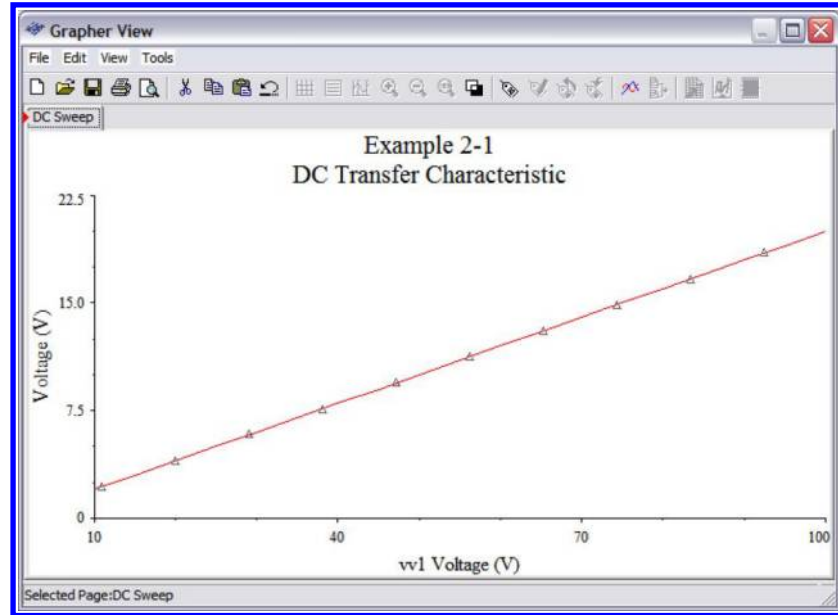 Grapher View
File Edit View Tools
DC Sweep
Example 2-1
DC Transfer Characteristic
22.5
15.0
7.5
0
Voltage (V)
10 40 70 100
vv1 Voltage (V)
Selected Page:DC Sweep